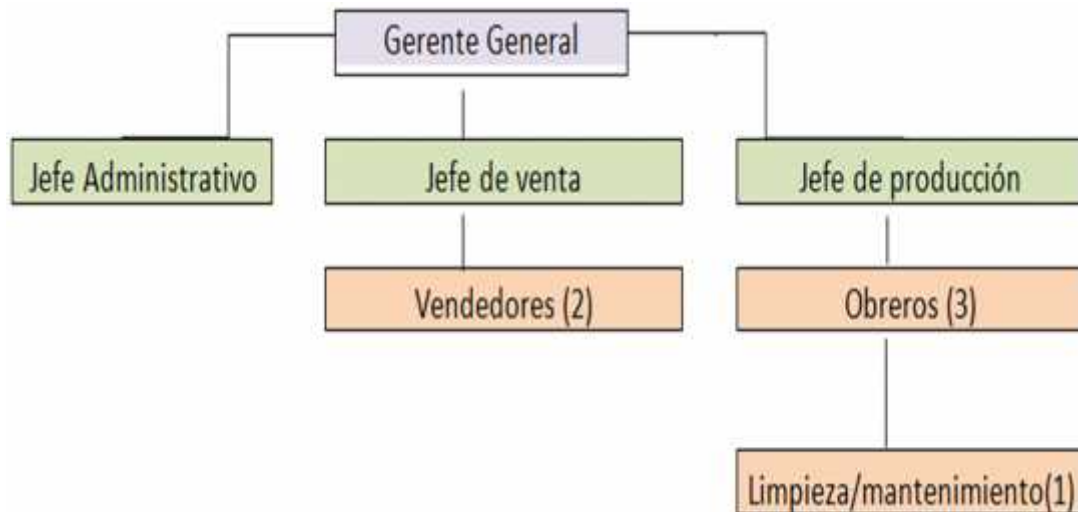 Gerente General
Jefe Administrativo
Jefe de venta
Jefe de producción
Vendedores (2)
Obreros (3)
Limpieza/mantenimiento(1)